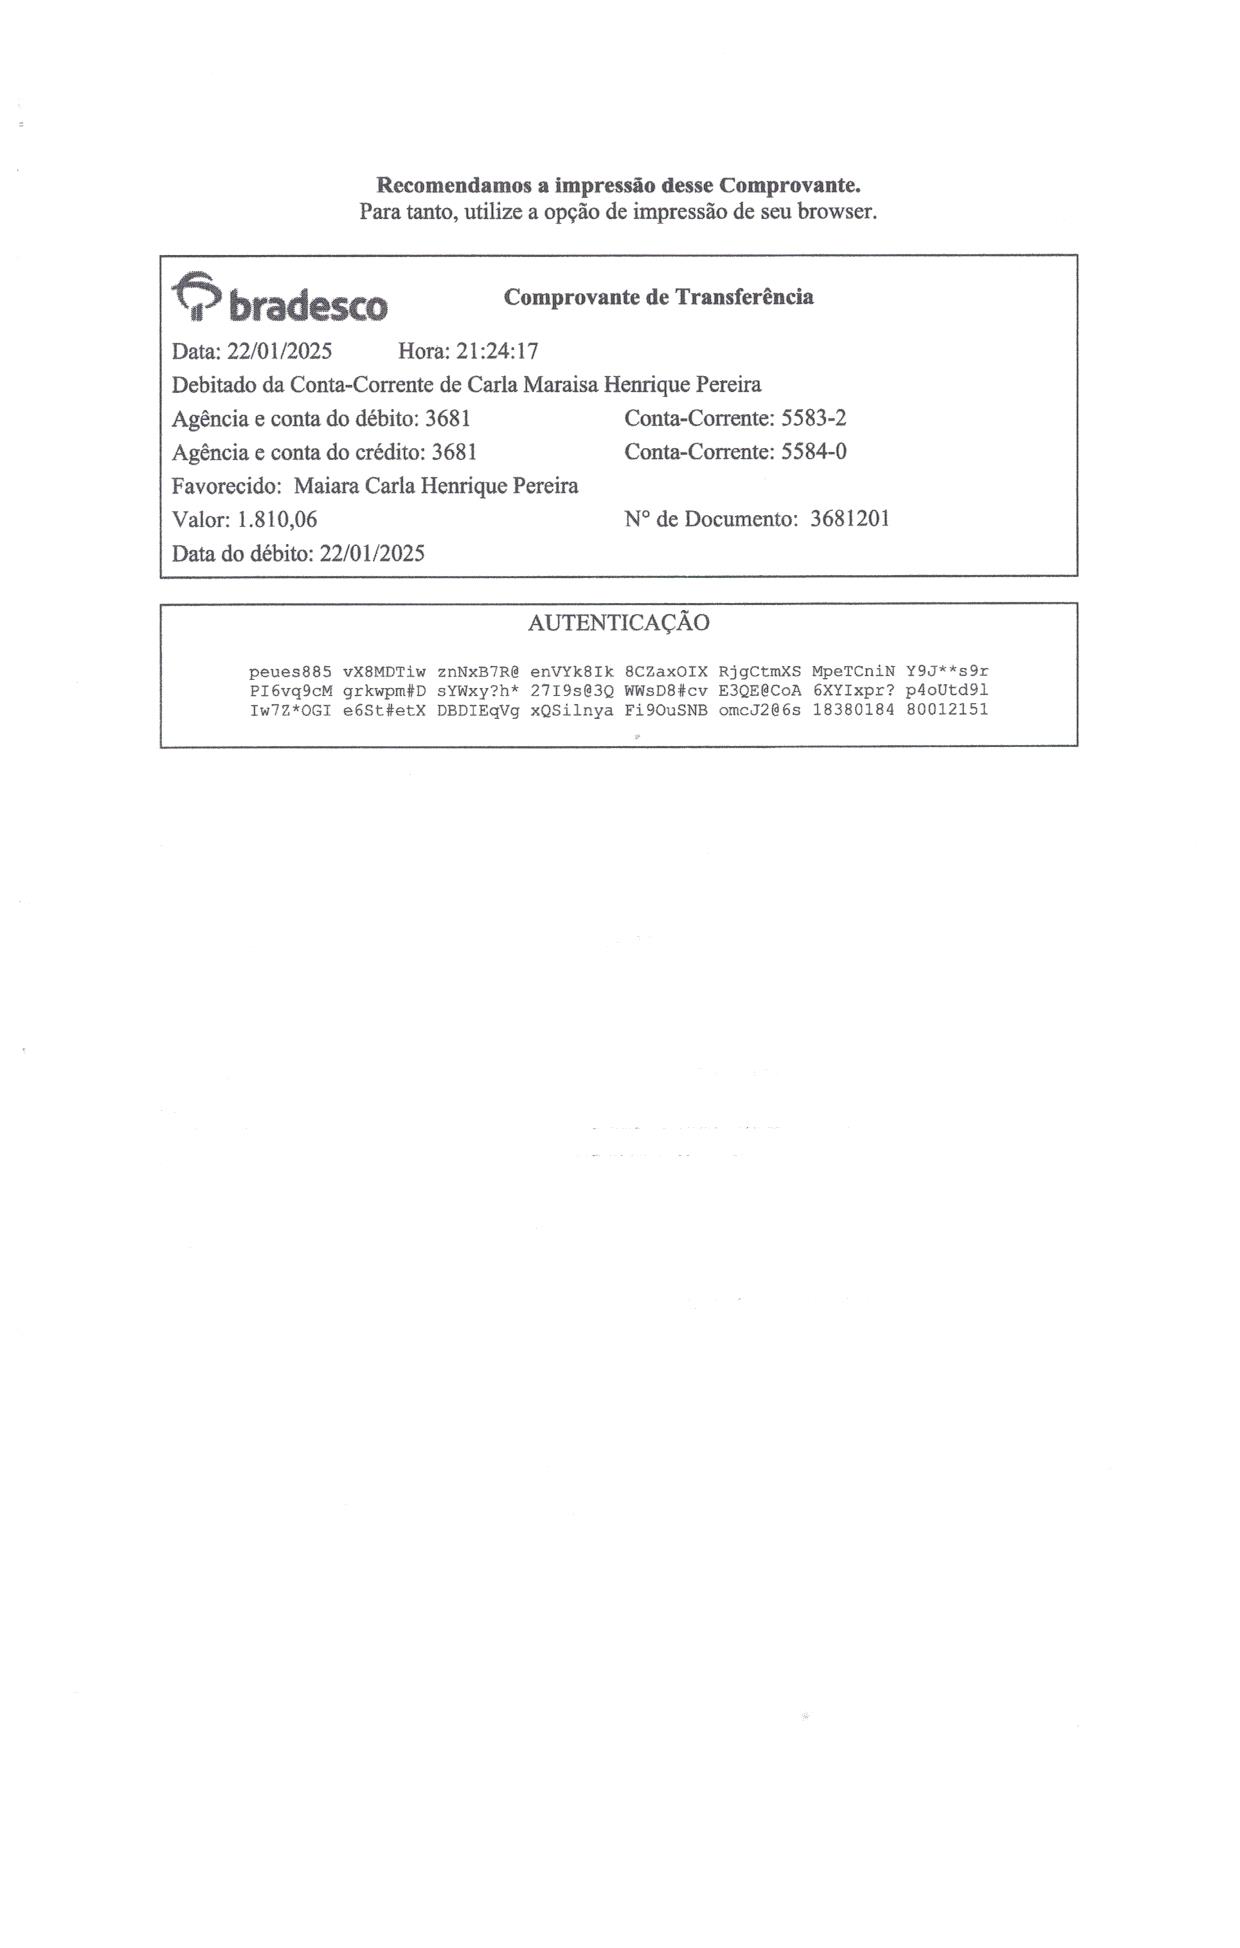 Recomendamos a impressão desse Comprovante.
Para tanto, utilize a opção de impressão de seu browser.
bradesco Comprovante de Transferência
Data: 22/01/2025 Hora: 21:24:17
Debitado da Conta-Corrente de Carla Maraisa Henrique Pereira
Agência e conta do débito: 3681 Conta-Corrente: 5583-2
Agência e conta do crédito: 3681 Conta-Corrente: 5584-0
Favorecido: Maiara Carla Henrique Pereira
Valor: 1.810,06 Nº de Documento: 3681201
Data do débito: 22/01/2025
AUTENTICAÇÃO
peues885 vX8MDTiw znNxB7R@ enVYk8Ik 8CZaxOIX RjgCtmXS MpeTCniN Y9J**s9r
PI6vq9cM grkwpm#D sYWxy?h* 27I9s@3Q WWsD8#cv E3QE@CoA 6XYIxpr? p4oUtd9l
Iw7Z*OGI e6St#etX DBDIEqVg xQSilnya Fi9OuSNB omcJ2@6s 18380184 80012151